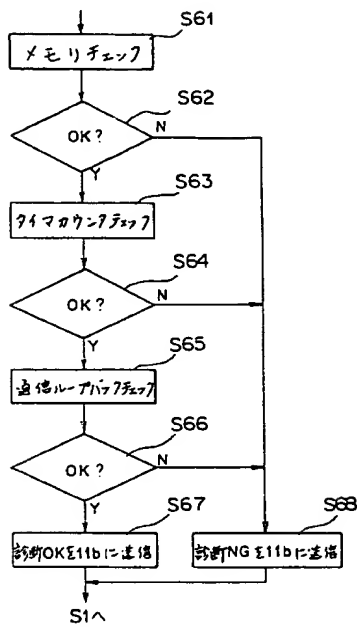 S61
メモリチェック
S62
OK?
N
Y
S63
タイマカウンタチェック
S64
OK?
N
Y
S65
通信ループバックチェック
S66
OK?
N
Y
S67
診断OKを11bに送信
S68
診断NGを11bに送信
S1へ